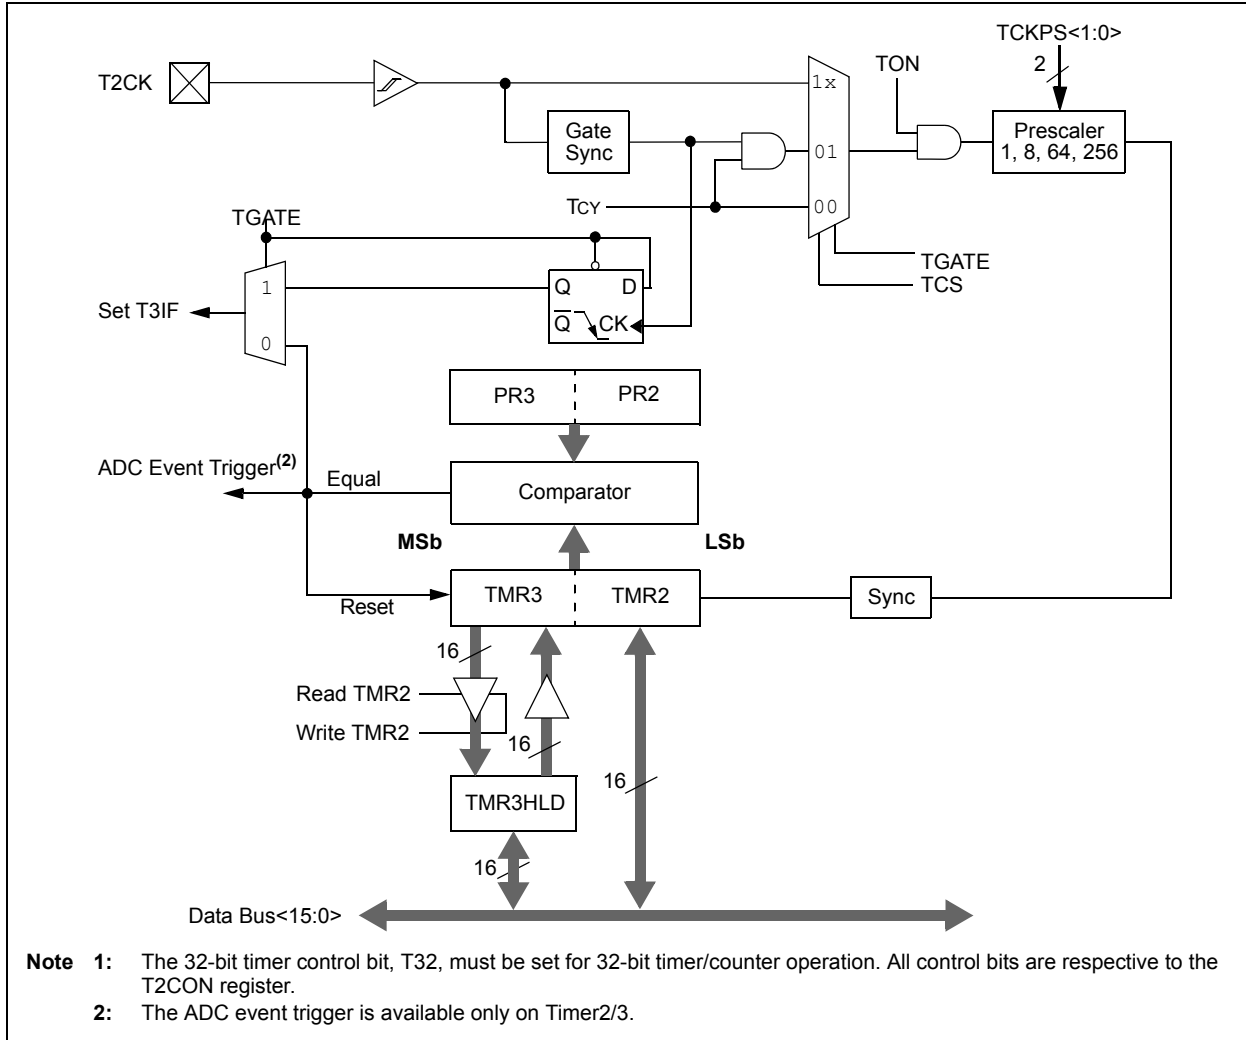 TCKPS<1:0>
2
TON
T2CK
1x
Gate
Sync
Prescaler
1, 8, 64, 256
01
TCY
00
TGATE
TGATE
TCS
1
Q D
Set T3IF
Q CK
0
PR3 PR2
ADC Event Trigger(2)
Equal
Comparator
MSb LSb
TMR3 TMR2
Sync
Reset
16
Read TMR2
Write TMR2
16
16
TMR3HLD
16
Data Bus<15:0>
Note 1: The 32-bit timer control bit, T32, must be set for 32-bit timer/counter operation. All control bits are respective to the
T2CON register.
2: The ADC event trigger is available only on Timer2/3.